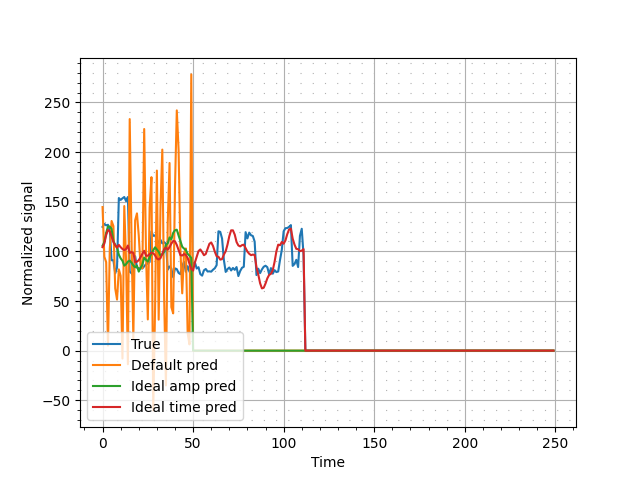 Normalized signal
250
200
150
100
50
0
−50
True
Default pred
Ideal amp pred
Ideal time pred
0 50 100 150 200 250
Time